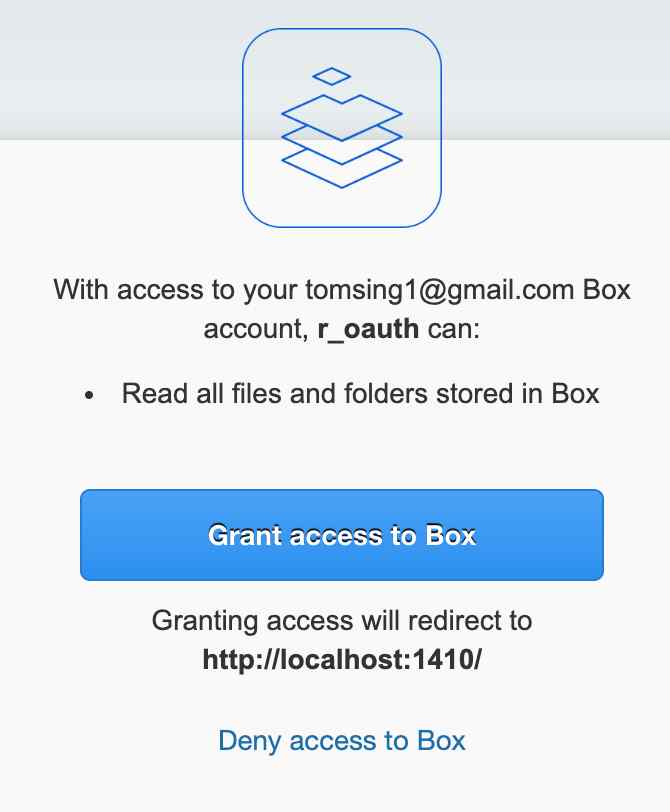 With access to your tomsing1@gmail.com Box
account, r_oauth can:
• Read all files and folders stored in Box
Grant access to Box
Granting access will redirect to
http://localhost:1410/
Deny access to Box